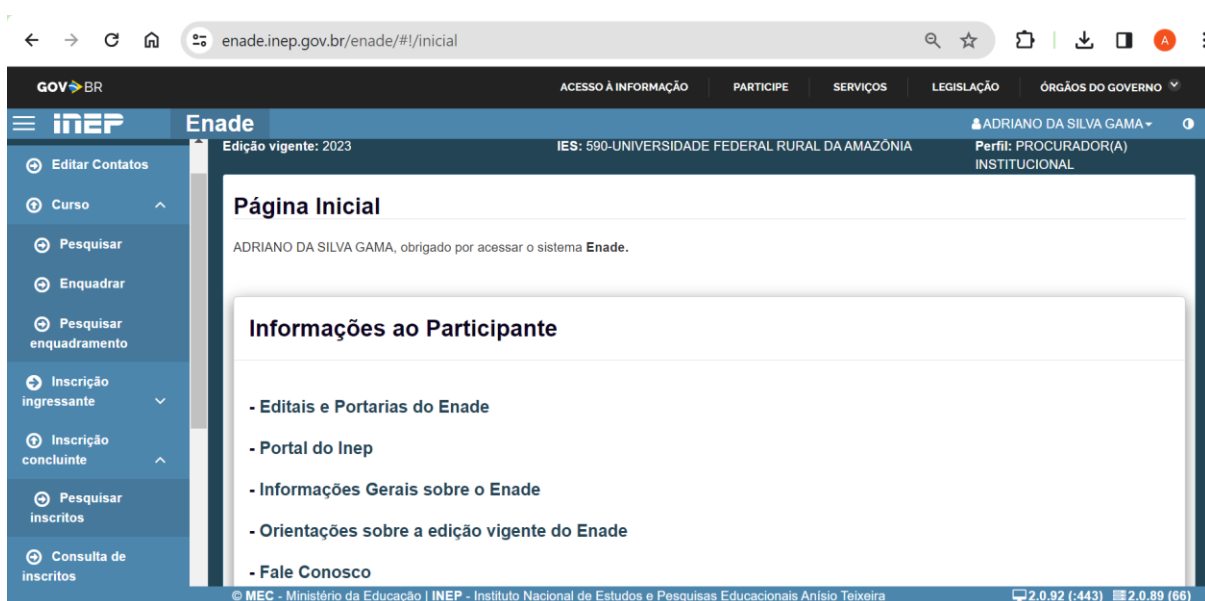 enade.inep.gov.br/enade/#!/inicial
A
GOV BR
ACESSO À INFORMAÇÃO PARTICIPE SERVIÇOS LEGISLAÇÃO ÓRGÃOS DO GOVERNO
inep Enade ADRIANO DA SILVA GAMA
Edição vigente: 2023 IES: 590-UNIVERSIDADE FEDERAL RURAL DA AMAZÔNIA Perfil: PROCURADOR(A)
INSTITUCIONAL
Editar Contatos
Curso
Pesquisar
Enquadrar
Pesquisar
enquadramento
Inscrição
ingressante
Inscrição
concluinte
Pesquisar
inscritos
Consulta de
inscritos
Página Inicial
ADRIANO DA SILVA GAMA, obrigado por acessar o sistema Enade.
Informações ao Participante
- Editais e Portarias do Enade
- Portal do Inep
- Informações Gerais sobre o Enade
- Orientações sobre a edição vigente do Enade
- Fale Conosco
© MEC - Ministério da Educação | INEP - Instituto Nacional de Estudos e Pesquisas Educacionais Anísio Teixeira 2.0.92 (:443) 2.0.89 (66)